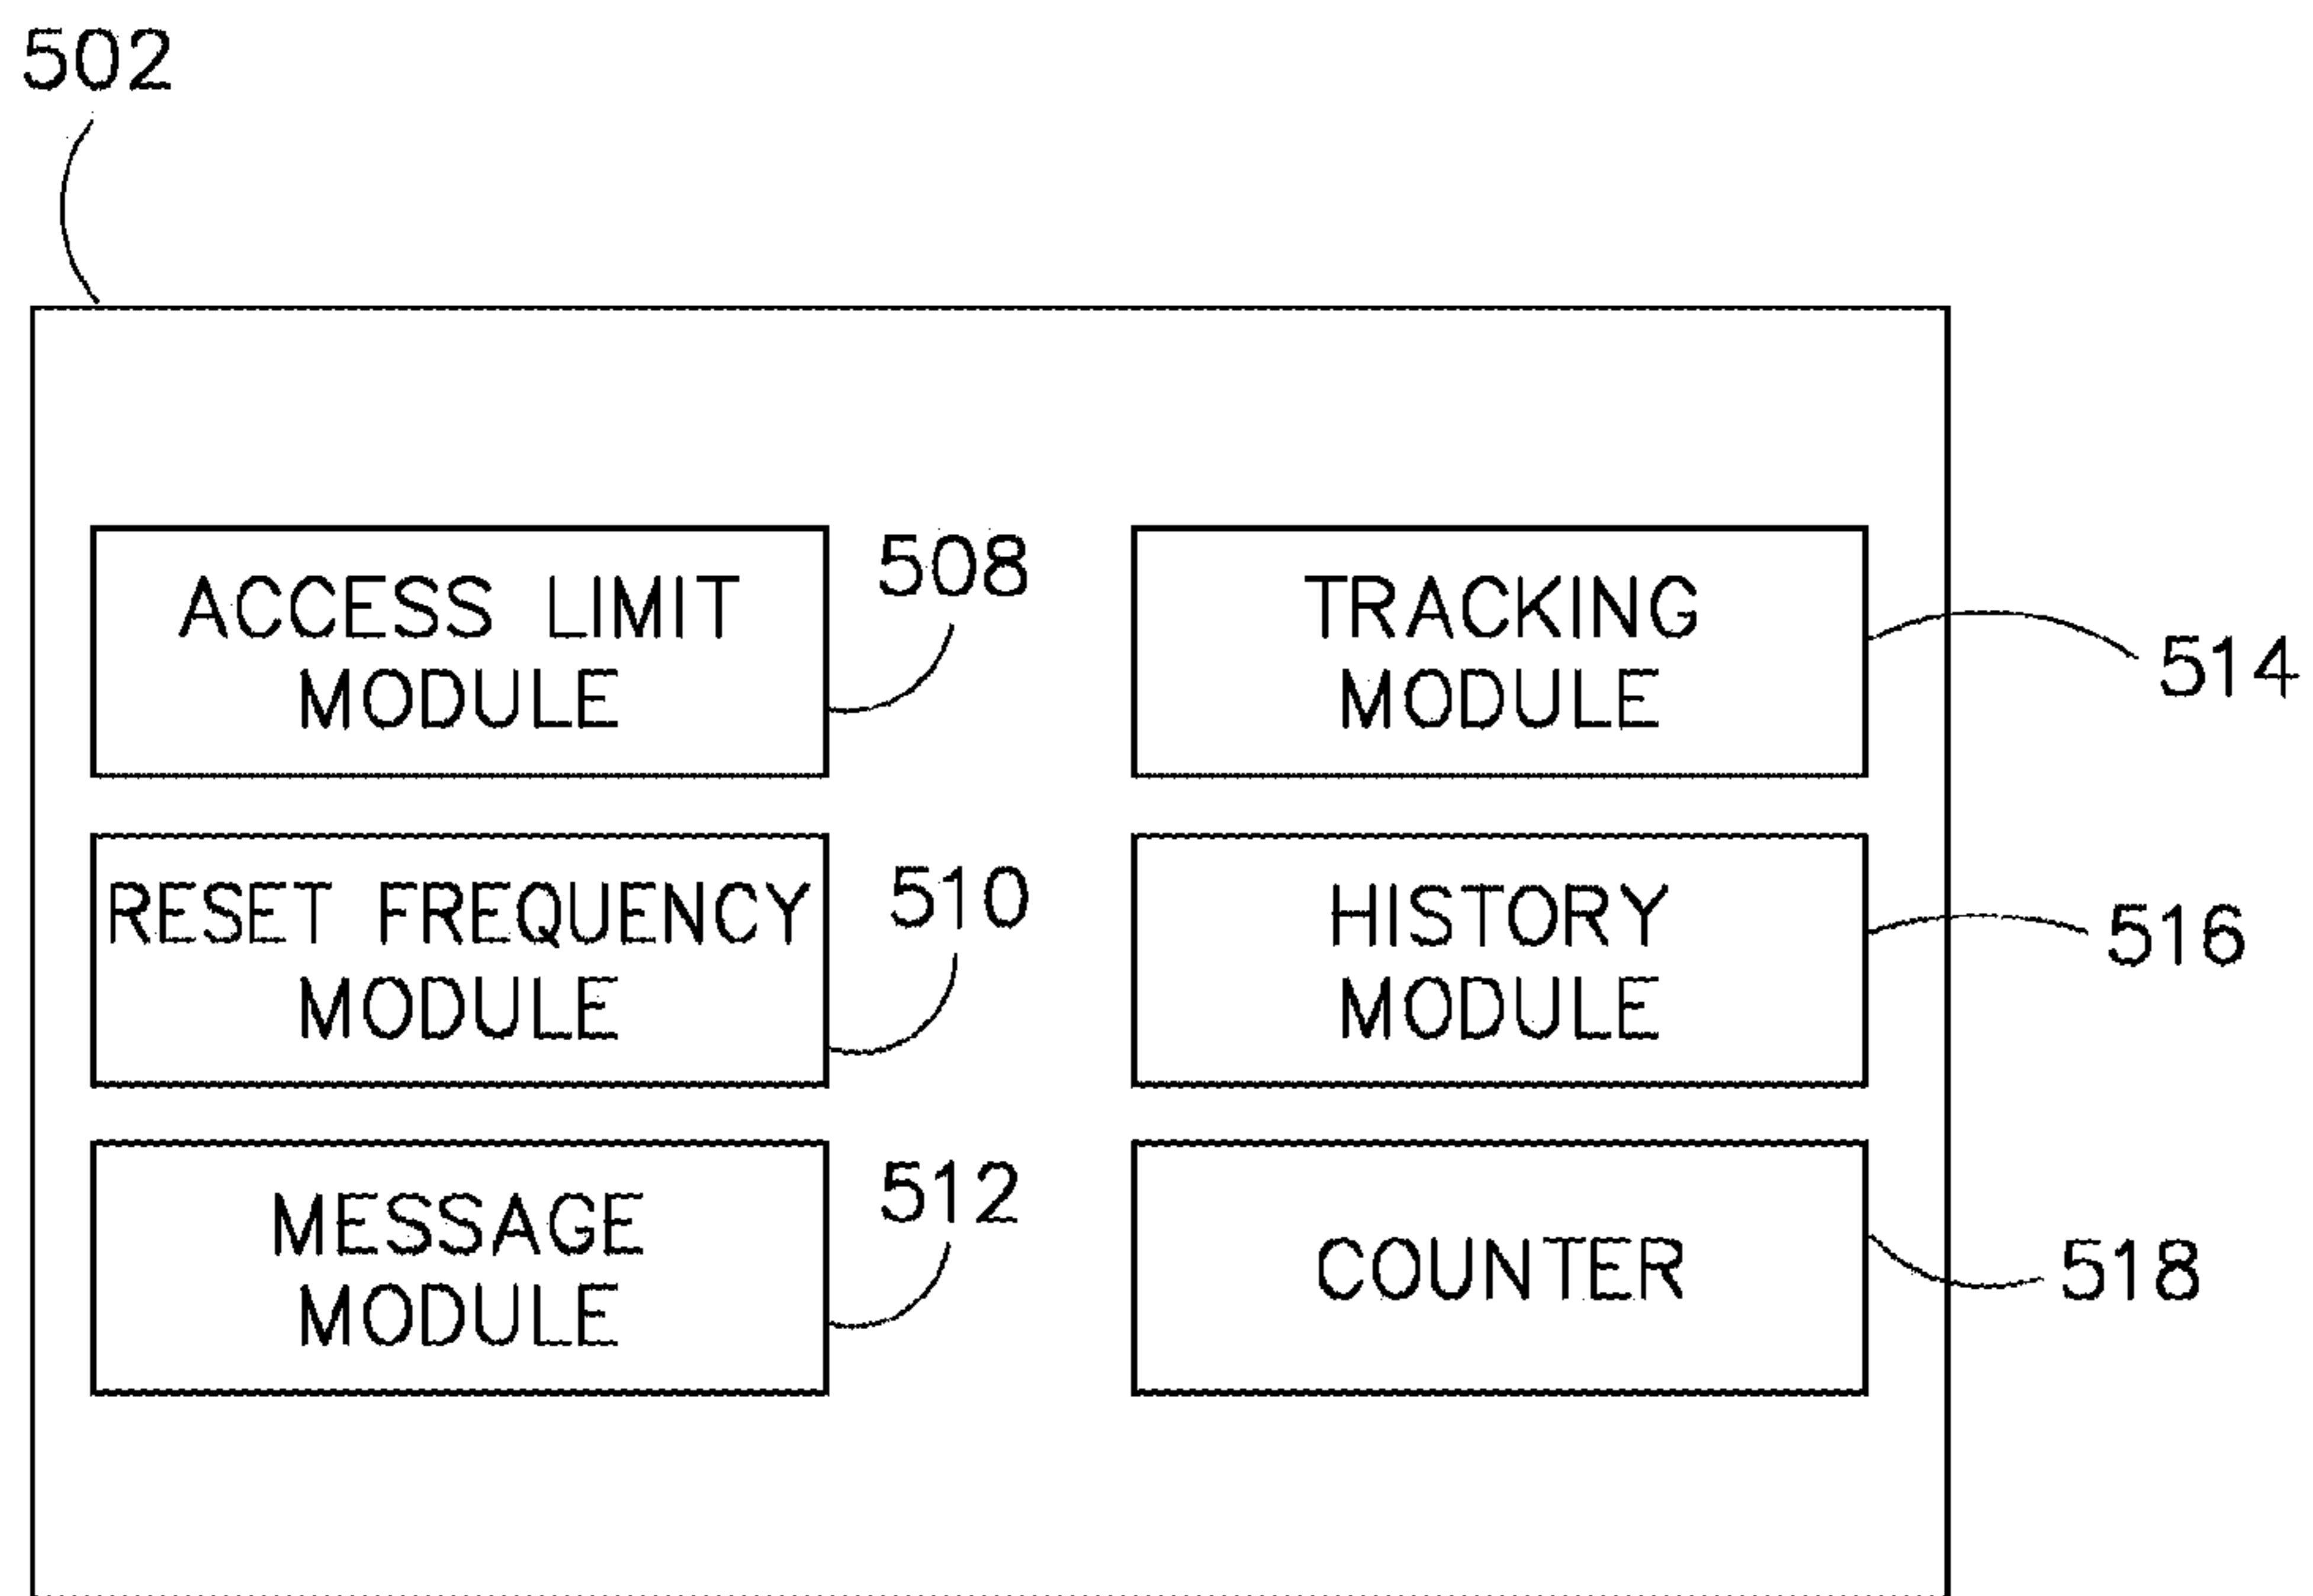 502
ACCESS LIMIT
MODULE
508
TRACKING
MODULE
514
RESET FREQUENCY
MODULE
510
HISTORY
MODULE
516
MESSAGE
MODULE
512
COUNTER
518